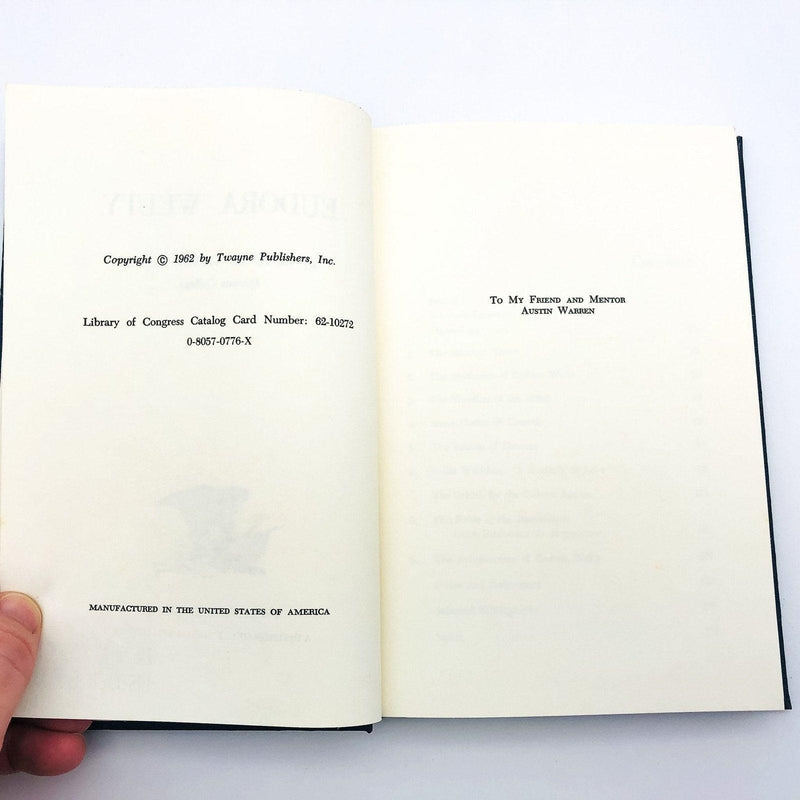 Copyright © 1962 by Twayne Publishers, Inc.
Library of Congress Catalog Card Number: 62-10272
0-8057-0776-X
MANUFACTURED IN THE UNITED STATES OF AMERICA
TO MY FRIEND AND MENTOR
AUSTIN WARREN